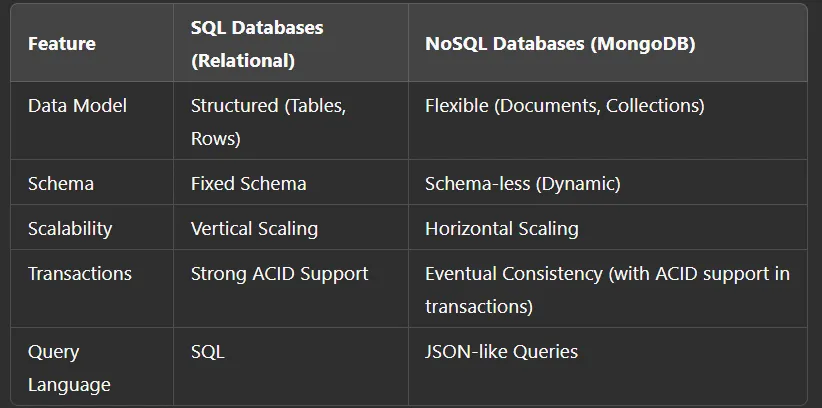 Feature SQL Databases (Relational) NoSQL Databases (MongoDB)
Data Model Structured (Tables, Rows) Flexible (Documents, Collections)
Schema Fixed Schema Schema-less (Dynamic)
Scalability Vertical Scaling Horizontal Scaling
Transactions Strong ACID Support Eventual Consistency (with ACID support in transactions)
Query Language SQL JSON-like Queries